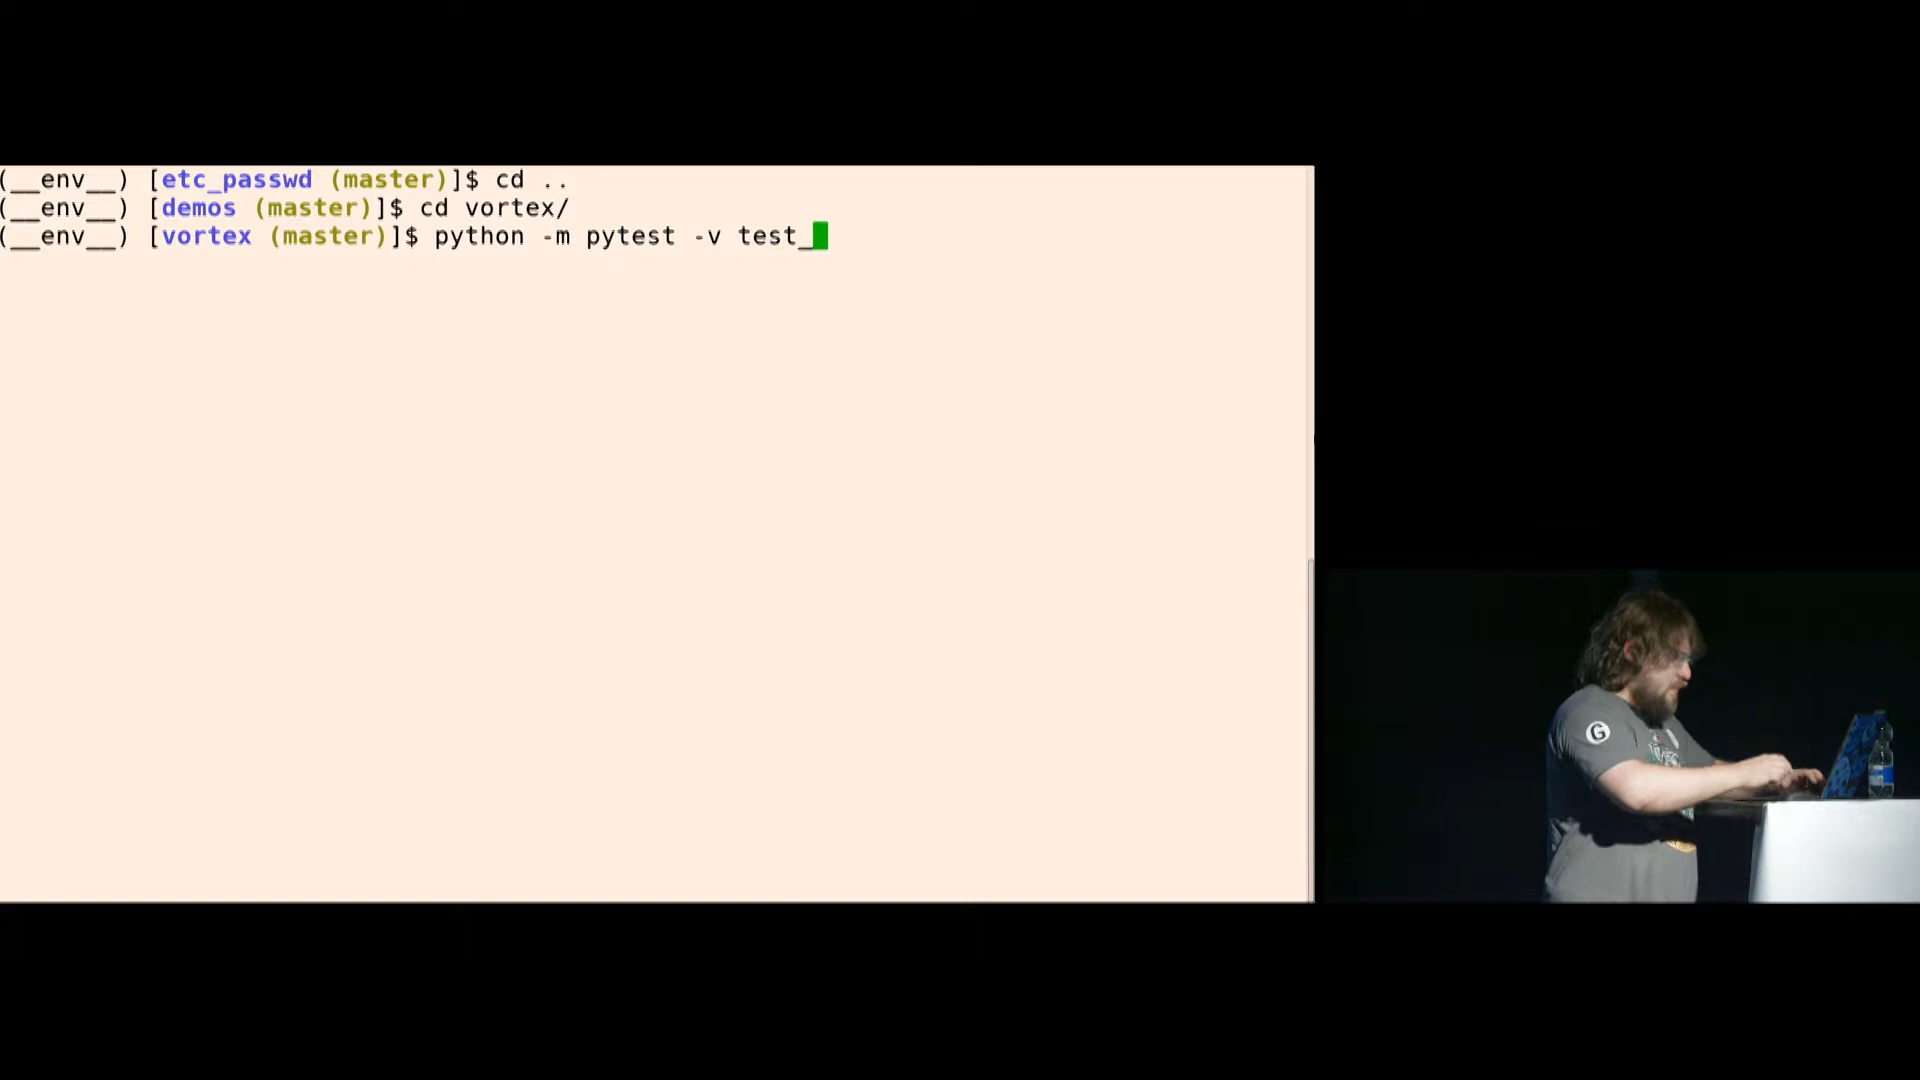 (__env__) [etc_passwd (master)]$ cd ..
(__env__) [demos (master)]$ cd vortex/
(__env__) [vortex (master)]$ python -m pytest -v test_
G